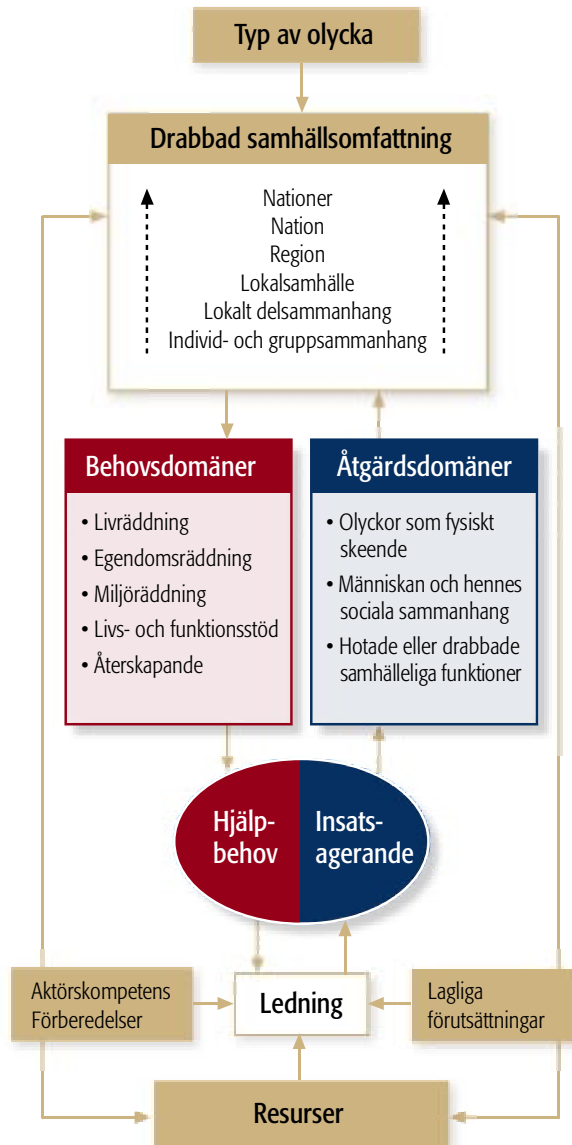 Typ av olycka
Drabbad samhällsomfattning
Nationer
Nation
Region
Lokalsamhälle
Lokalt delsammanhang
Individ- och gruppsammanhang
Behovsdomäner
• Livräddning
• Egendomsräddning
• Miljöräddning
• Livs- och funktionsstöd
• Återskapande
Åtgärdsdomäner
• Olyckor som fysiskt
skeende
• Människan och hennes
sociala sammanhang
• Hotade eller drabbade
samhälleliga funktioner
Hjälp-
behov
Insats-
agerande
Aktörskompetens
Förberedelser
Ledning
Lagliga
förutsättningar
Resurser